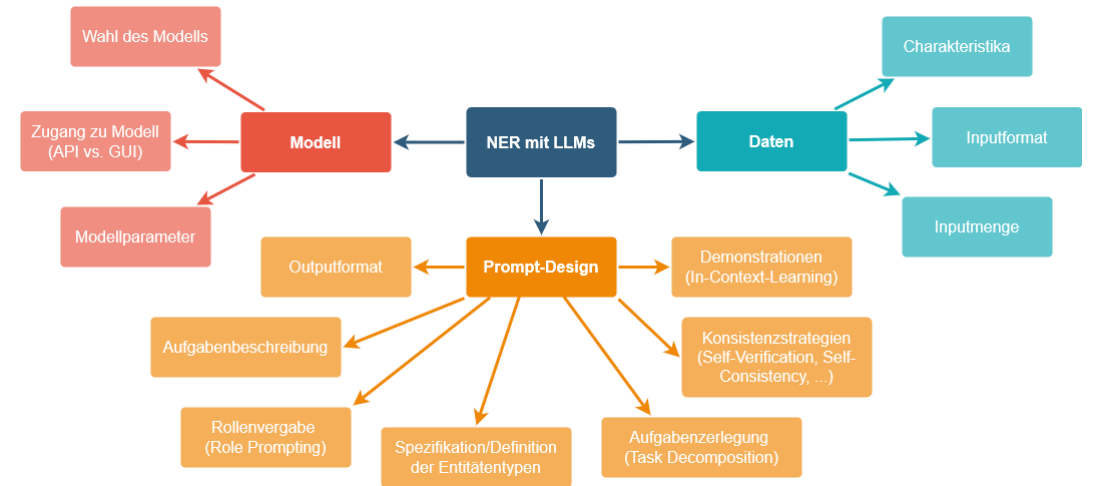 Wahl des Modells
Charakteristika
Zugang zu Modell
(API vs. GUI)
Modell
NER mit LLMs
Daten
Inputformat
Modellparameter
Inputmenge
Outputformat
Prompt-Design
Demonstrationen
(In-Context-Learning)
Aufgabenbeschreibung
Konsistenzstrategien
(Self-Verification, Self-
Consistency, ...)
Rollenvergabe
(Role Prompting)
Spezifikation/Definition
der Entitätentypen
Aufgabenzerlegung
(Task Decomposition)